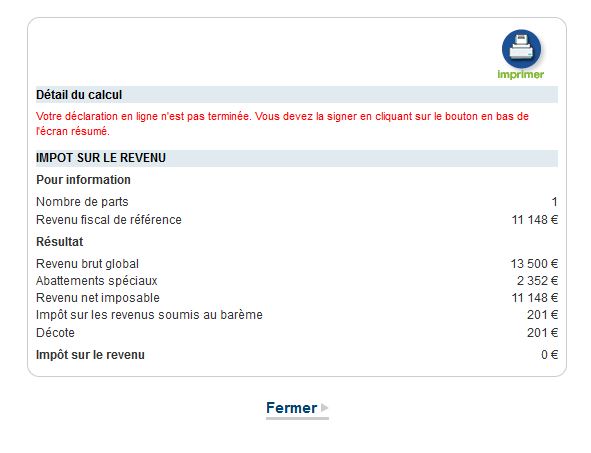 imprimer
Détail du calcul
Votre déclaration en ligne n'est pas terminée. Vous devez la signer en cliquant sur le bouton en bas de
l'écran résumé.
IMPOT SUR LE REVENU
Pour information
Nombre de parts 1
Revenu fiscal de référence 11 148 €
Résultat
Revenu brut global 13 500 €
Abattements spéciaux 2 352 €
Revenu net imposable 11 148 €
Impôt sur les revenus soumis au barème 201 €
Décote 201 €
Impôt sur le revenu 0 €
Fermer